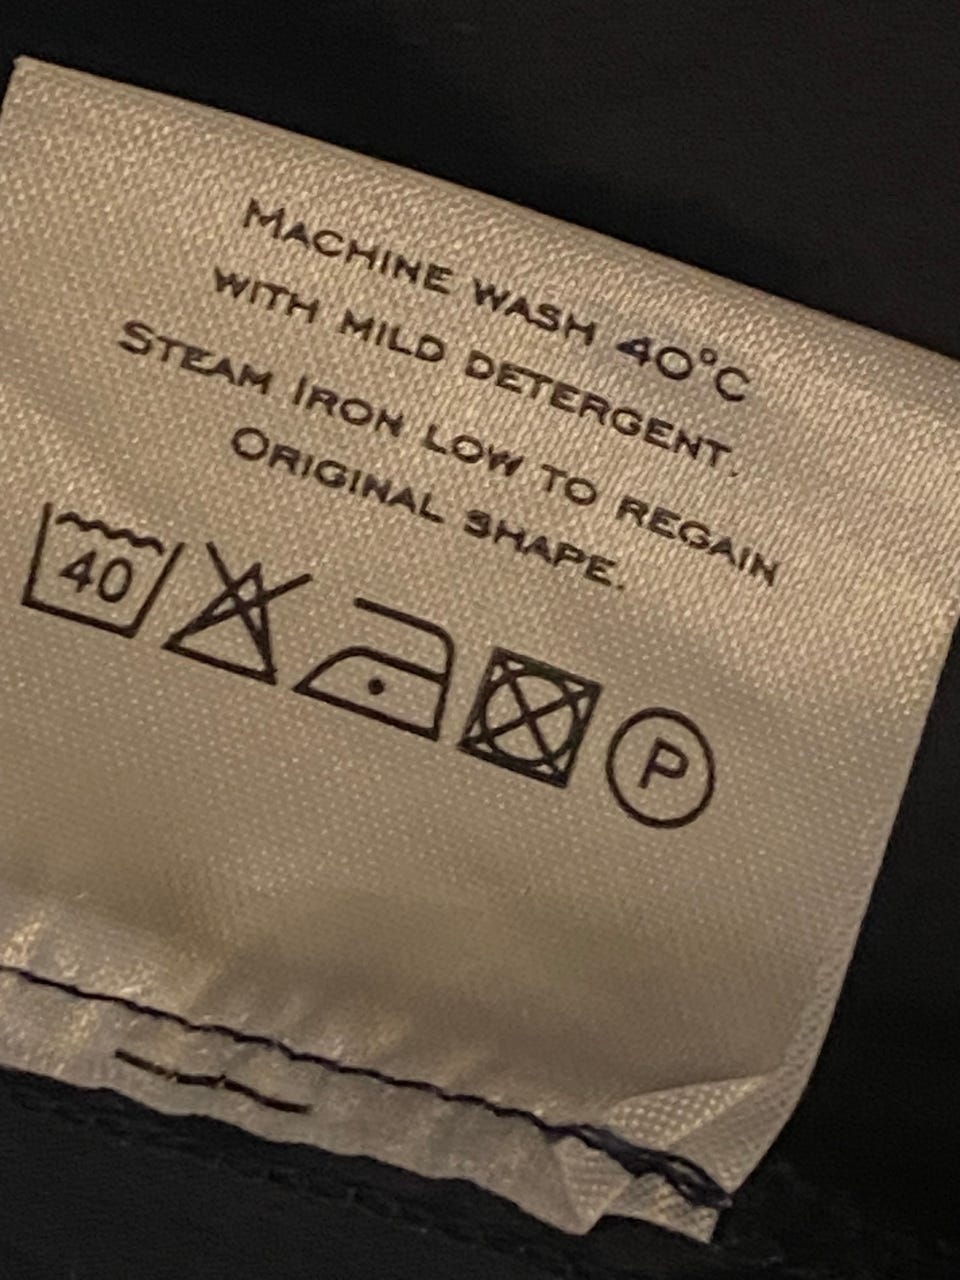 MACHINE WASH 40°C
WITH MILD DETERGENT.
STEAM IRON LOW TO REGAIN
ORIGINAL SHAPE.
40 P